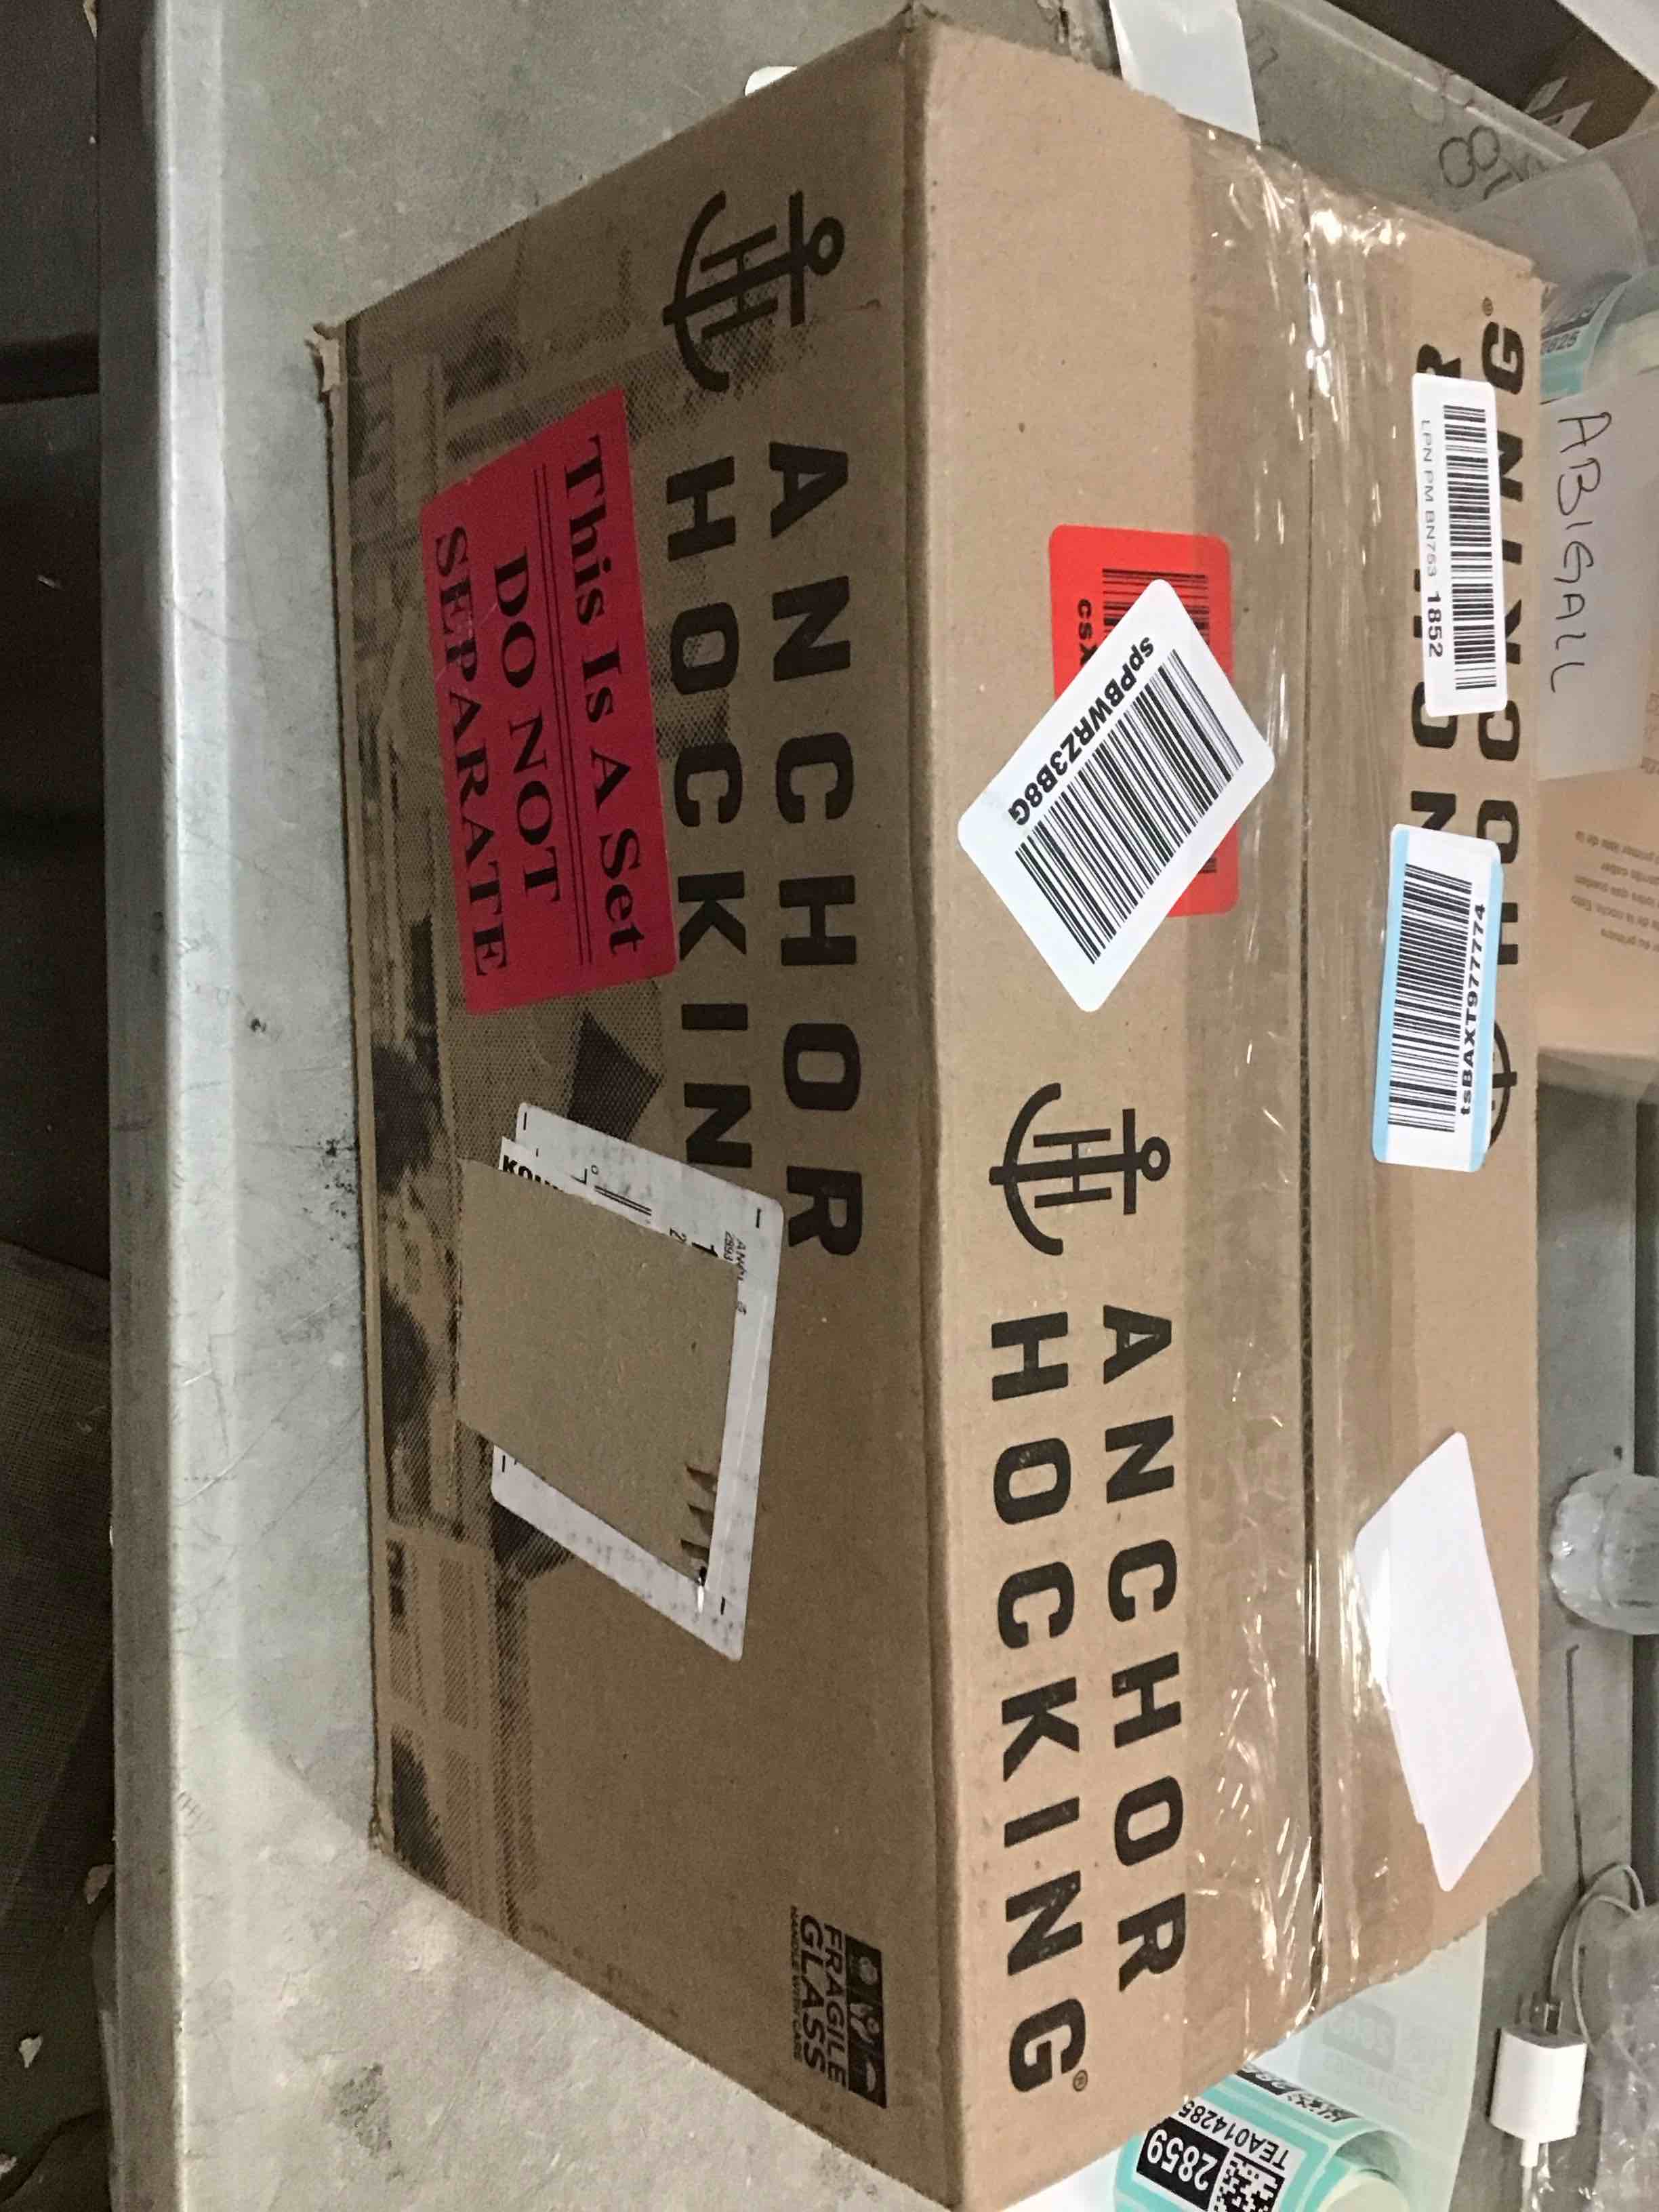 ANCHOR
HOCKIN
This Is A Set
DO NOT
SEPARATE
FRAGILE
GLASS
HANDLE WITH CARE
ANCHOR
HOCKING®
csX
spPBWRZ3B8G
LPN PM BN763 1852
tsBAXT977774
ABIGAIL
2859
TEA014285